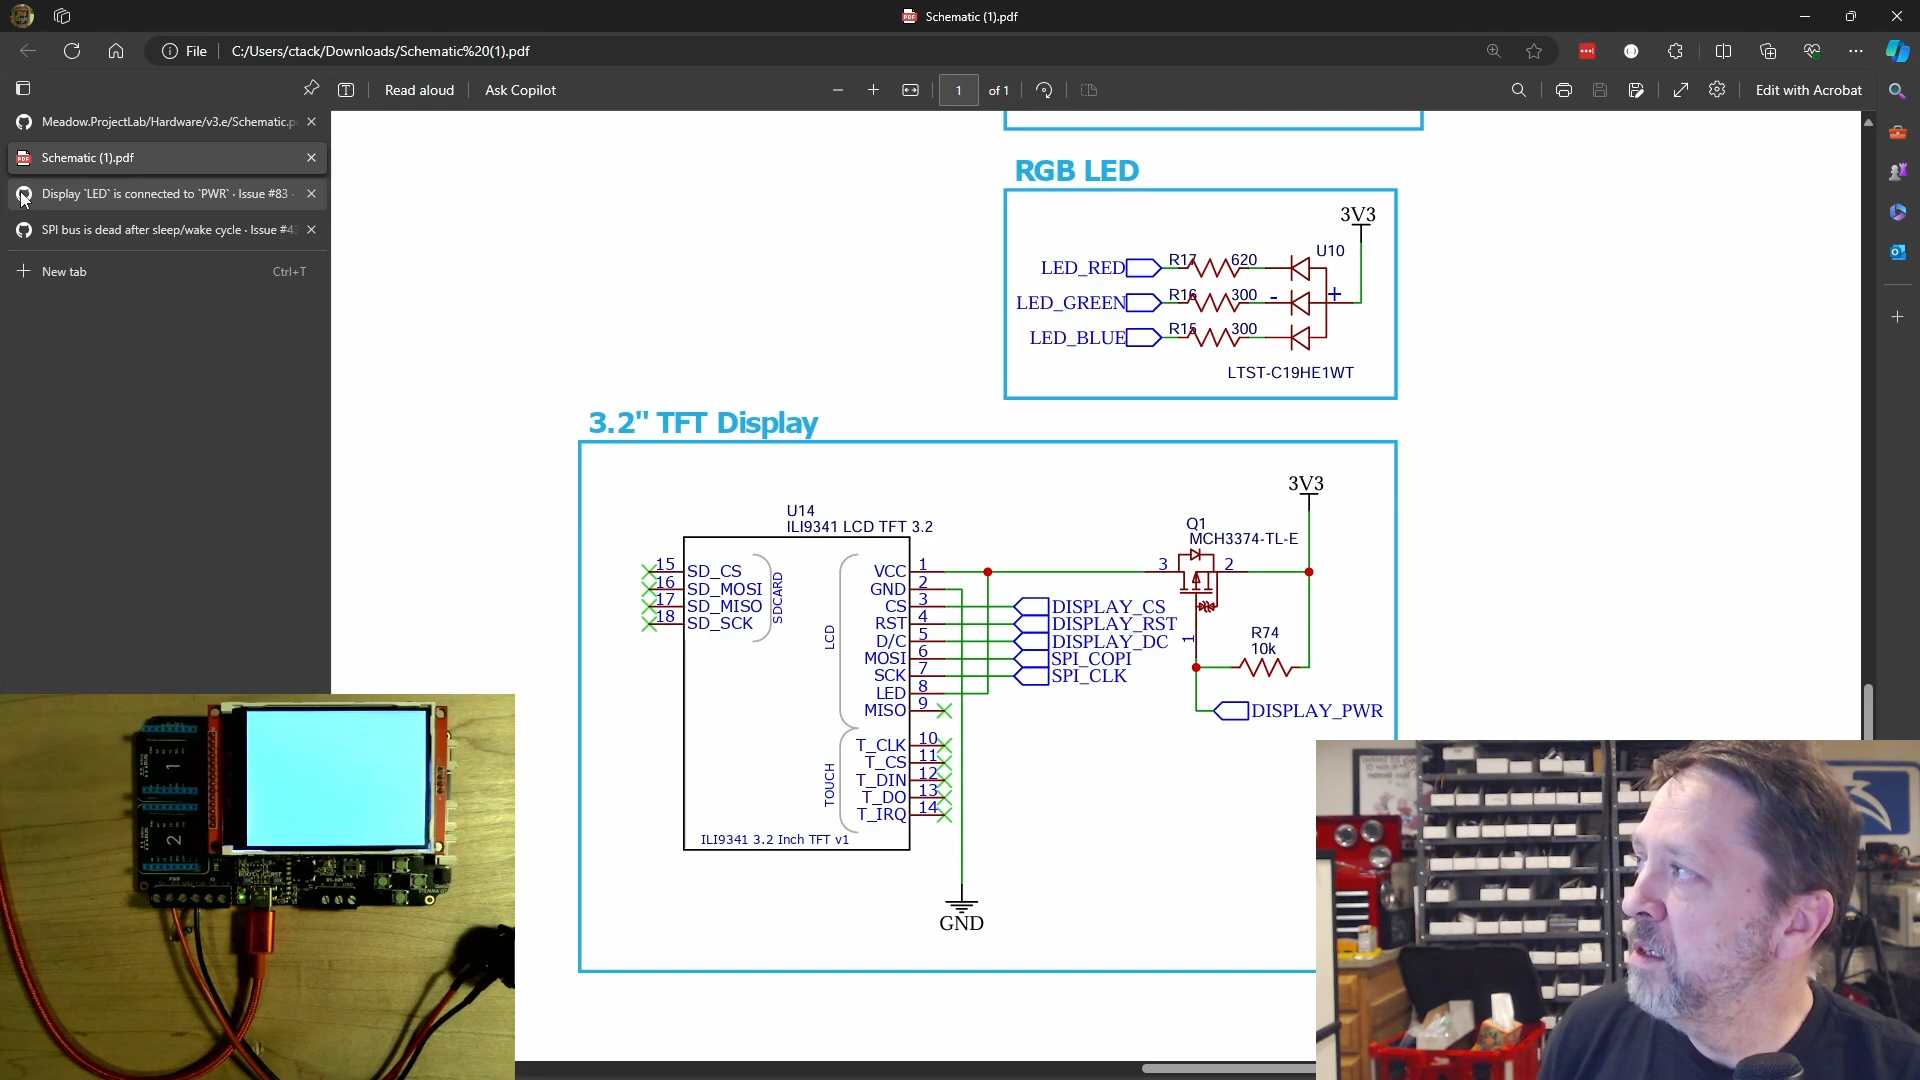 Schematic (1).pdf
File
C:/Users/ctack/Downloads/Schematic%20(1).pdf
Read aloud
Ask Copilot
1
of 1
Edit with Acrobat
Meadow.ProjectLab/Hardware/v3.e/Schematic.p
Schematic (1).pdf
Display `LED` is connected to `PWR` · Issue #83 ·
SPI bus is dead after sleep/wake cycle · Issue #43
New tab
Ctrl+T
RGB LED
3V3
U10
LED_RED
R17
620
LED_GREEN
R16
300
-
+
LED_BLUE
R15
300
LTST-C19HE1WT
3.2" TFT Display
3V3
U14
ILI9341 LCD TFT 3.2
Q1
MCH3374-TL-E
15 SD_CS
16 SD_MOSI
17 SD_MISO
18 SD_SCK
SDCARD
LCD
VCC 1
GND 2
CS 3
RST 4
D/C 5
MOSI 6
SCK 7
LED 8
MISO 9
3
2
1
DISPLAY_CS
DISPLAY_RST
DISPLAY_DC
SPI_COPI
SPI_CLK
R74
10k
DISPLAY_PWR
TOUCH
T_CLK 10
T_CS 11
T_DIN 12
T_DO 13
T_IRQ 14
ILI9341 3.2 Inch TFT v1
GND
1
2
PWR